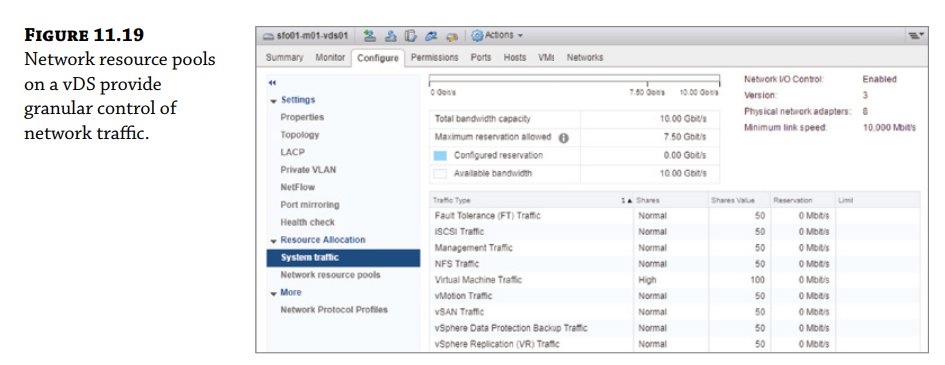 FIGURE 11.19
Network resource pools
on a vDS provide
granular control of
network traffic.
sfo01-m01-vds01 Actions
Summary Monitor Configure Permissions Ports Hosts VMs Networks
Settings
Properties
Topology
LACP
Private VLAN
NetFlow
Port mirroring
Health check
Resource Allocation
System traffic
Network resource pools
More
Network Protocol Profiles
0 Gbit/s 7.50 Gbit/s 10.00 Gbit/s
Total bandwidth capacity 10.00 Gbit/s
Maximum reservation allowed 7.50 Gbit/s
Configured reservation 0.00 Gbit/s
Available bandwidth 10.00 Gbit/s
Network I/O Control: Enabled
Version: 3
Physical network adapters: 8
Minimum link speed: 10,000 Mbit/s
Traffic Type 1 ▲ Shares Shares Value Reservation Limit
Fault Tolerance (FT) Traffic Normal 50 0 Mbit/s
iSCSI Traffic Normal 50 0 Mbit/s
Management Traffic Normal 50 0 Mbit/s
NFS Traffic Normal 50 0 Mbit/s
Virtual Machine Traffic High 100 0 Mbit/s
vMotion Traffic Normal 50 0 Mbit/s
vSAN Traffic Normal 50 0 Mbit/s
vSphere Data Protection Backup Traffic Normal 50 0 Mbit/s
vSphere Replication (VR) Traffic Normal 50 0 Mbit/s